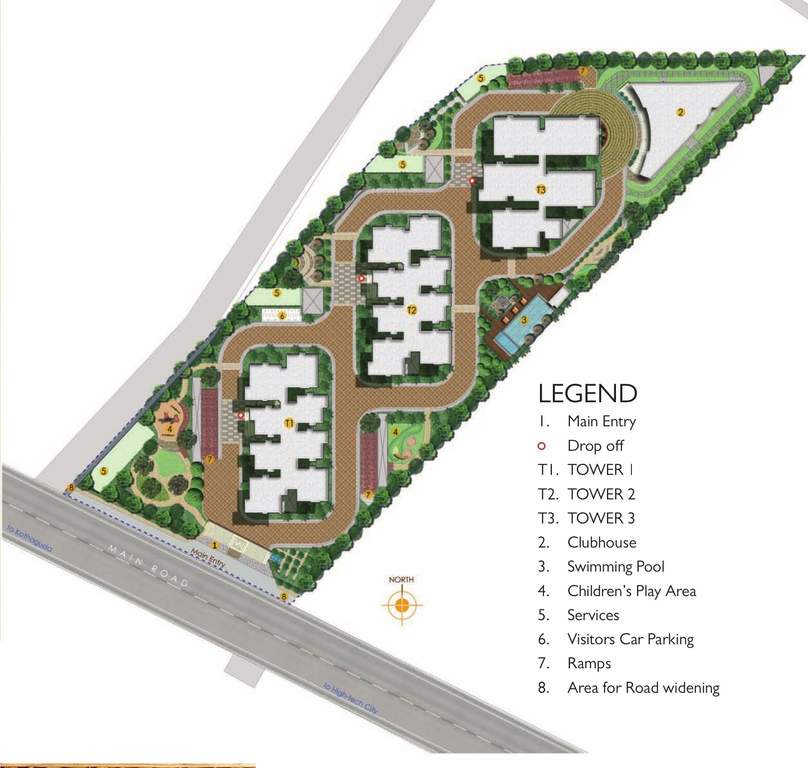 5
7
2
5
T3
5
6
T2
3
4
T1
4
7
5
7
8
1
Main Entry
8
to Kothaguda
MAIN ROAD
to High-tech City
NORTH
LEGEND
1. Main Entry
Drop off
T1. TOWER 1
T2. TOWER 2
T3. TOWER 3
2. Clubhouse
3. Swimming Pool
4. Children's Play Area
5. Services
6. Visitors Car Parking
7. Ramps
8. Area for Road widening